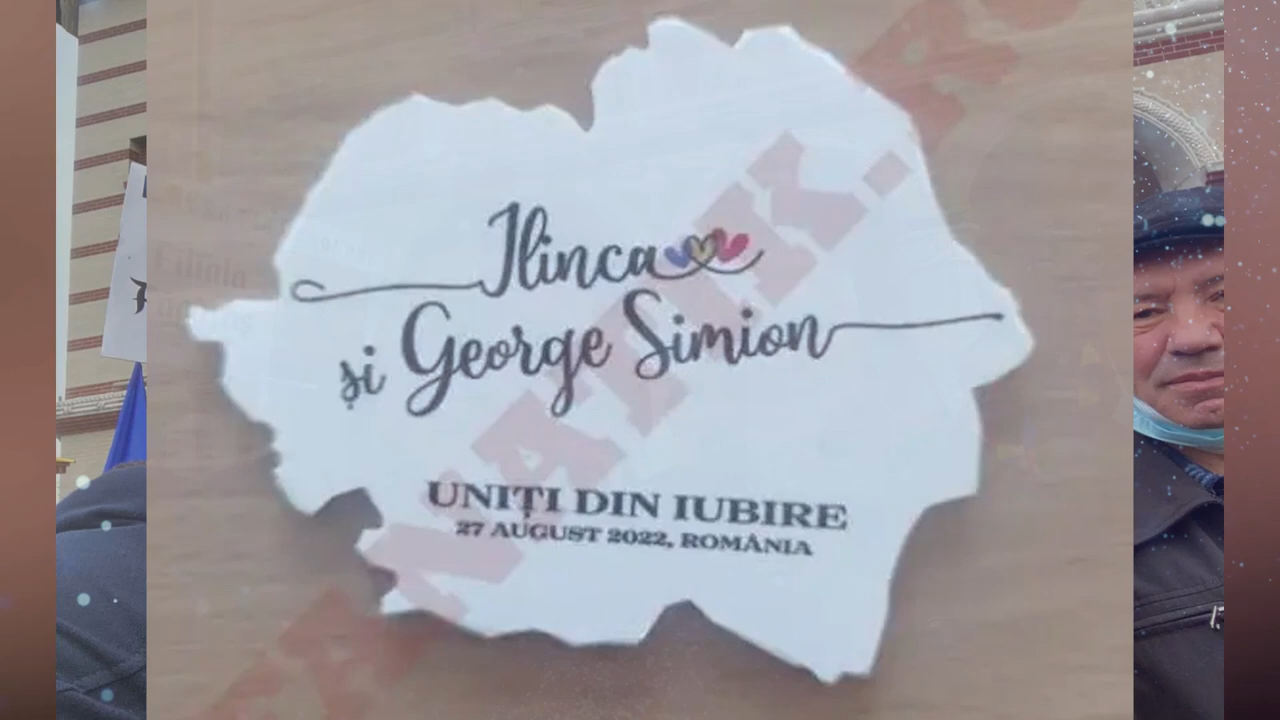 Ilinca
și George Simion
UNIȚI DIN IUBIRE
27 AUGUST 2022, ROMÂNIA